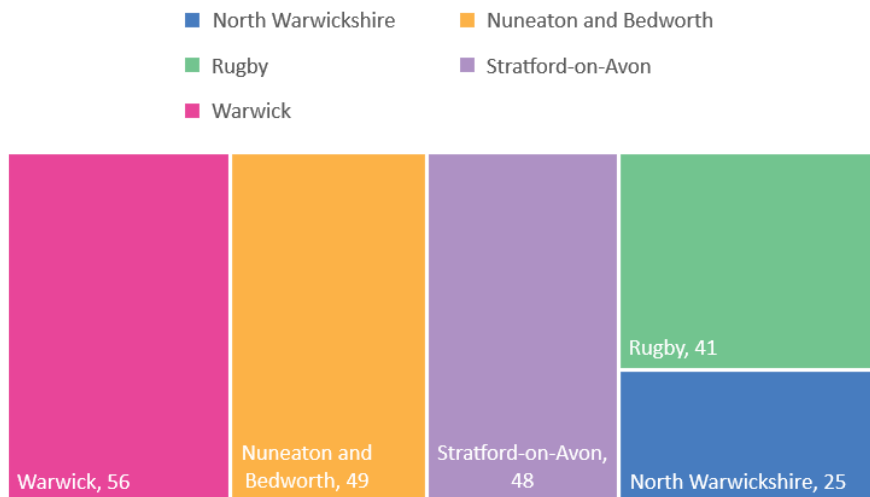 North Warwickshire
Nuneaton and Bedworth
Rugby
Stratford-on-Avon
Warwick
Warwick, 56
Nuneaton and
Bedworth, 49
Stratford-on-Avon,
48
Rugby, 41
North Warwickshire, 25